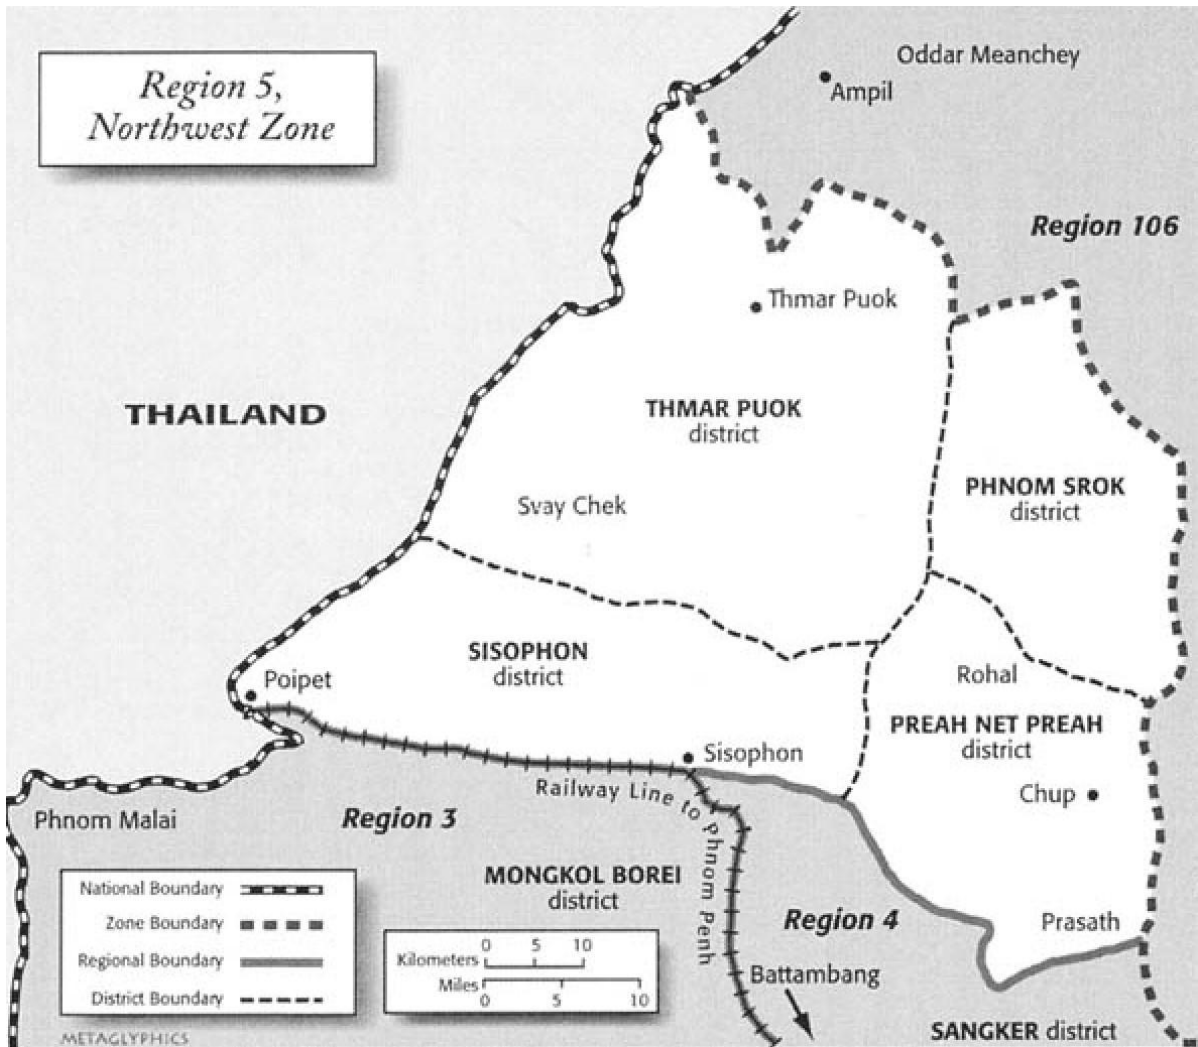 Region 5,
Northwest Zone
Oddar Meanchey
Ampil
Region 106
Thmar Puok
THAILAND
THMAR PUOK
district
PHNOM SROK
district
Svay Chek
SISOPHON
district
Poipet
Rohal
PREAH NET PREAH
district
Sisophon
Chup
Railway Line to Phnom Penh
Phnom Malai
Region 3
MONGKOL BOREI
district
Region 4
Prasath
Battambang
SANGKER district
National Boundary
Zone Boundary
Regional Boundary
District Boundary
0 5 10
Kilometers
Miles
0 5 10
METAGLYPHICS